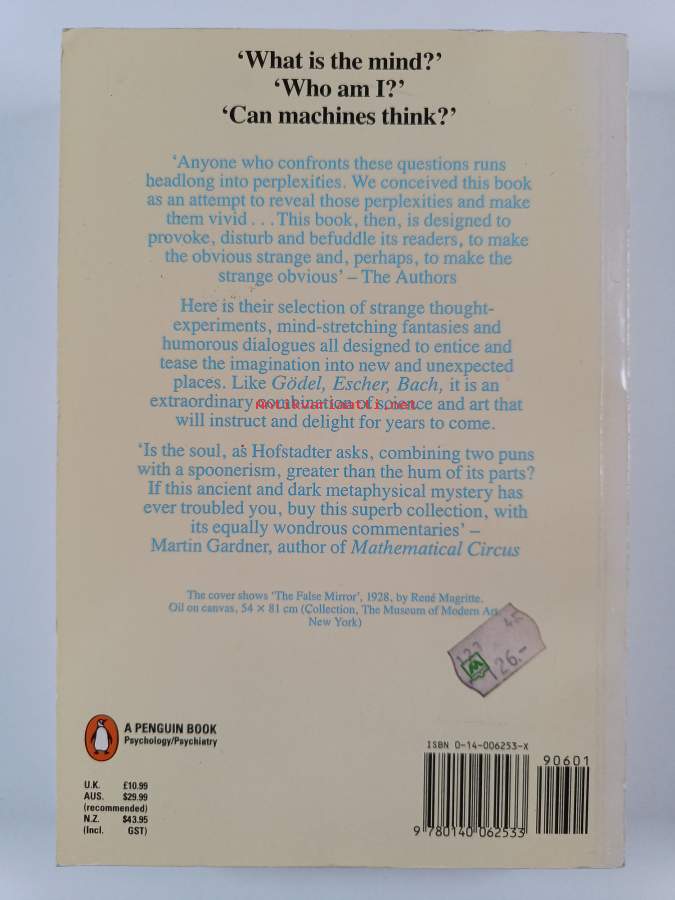 ‘What is the mind?’
‘Who am I?’
‘Can machines think?’
‘Anyone who confronts these questions runs
headlong into perplexities. We conceived this book
as an attempt to reveal those perplexities and make
them vivid . . . This book, then, is designed to
provoke, disturb and befuddle its readers, to make
the obvious strange and, perhaps, to make the
strange obvious’ – The Authors
Here is their selection of strange thought-
experiments, mind-stretching fantasies and
humorous dialogues all designed to entice and
tease the imagination into new and unexpected
places. Like Gödel, Escher, Bach, it is an
extraordinary combination of science and art that
antikvariaatti.net
will instruct and delight for years to come.
‘Is the soul, as Hofstadter asks, combining two puns
with a spoonerism, greater than the hum of its parts?
If this ancient and dark metaphysical mystery has
ever troubled you, buy this superb collection, with
its equally wondrous commentaries’ –
Martin Gardner, author of Mathematical Circus
The cover shows ‘The False Mirror’, 1928, by René Magritte.
Oil on canvas, 54 × 81 cm (Collection, The Museum of Modern Art,
New York)
126.-
A PENGUIN BOOK
Psychology/Psychiatry
U.K. £10.99
AUS. $29.99
(recommended)
N.Z. $43.95
(incl. GST)
ISBN 0-14-006253-X
90601
9 780140 062533